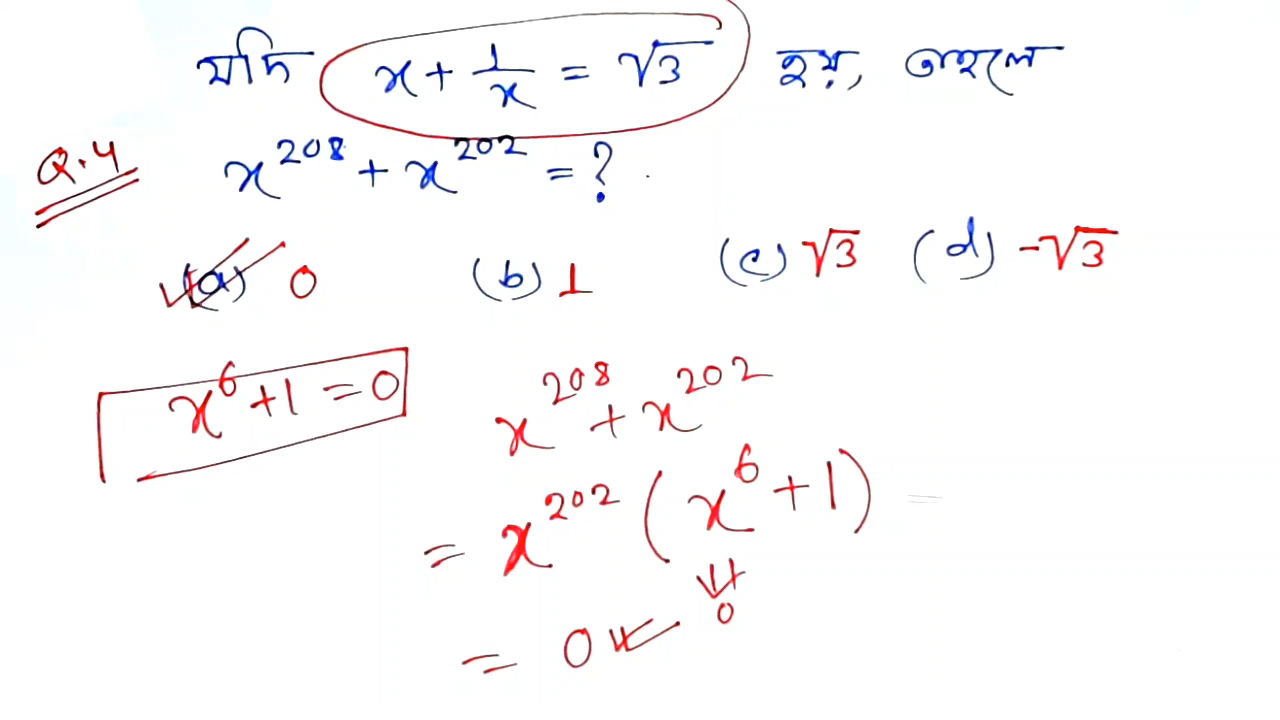 যদি x + 1/x = √3 হয়, তাহলে
Q.4 x^208 + x^202 = ?
(a) 0 (b) 1 (c) √3 (d) -√3
x^6 + 1 = 0
x^208 + x^202
= x^202 (x^6 + 1) =
0
= 0